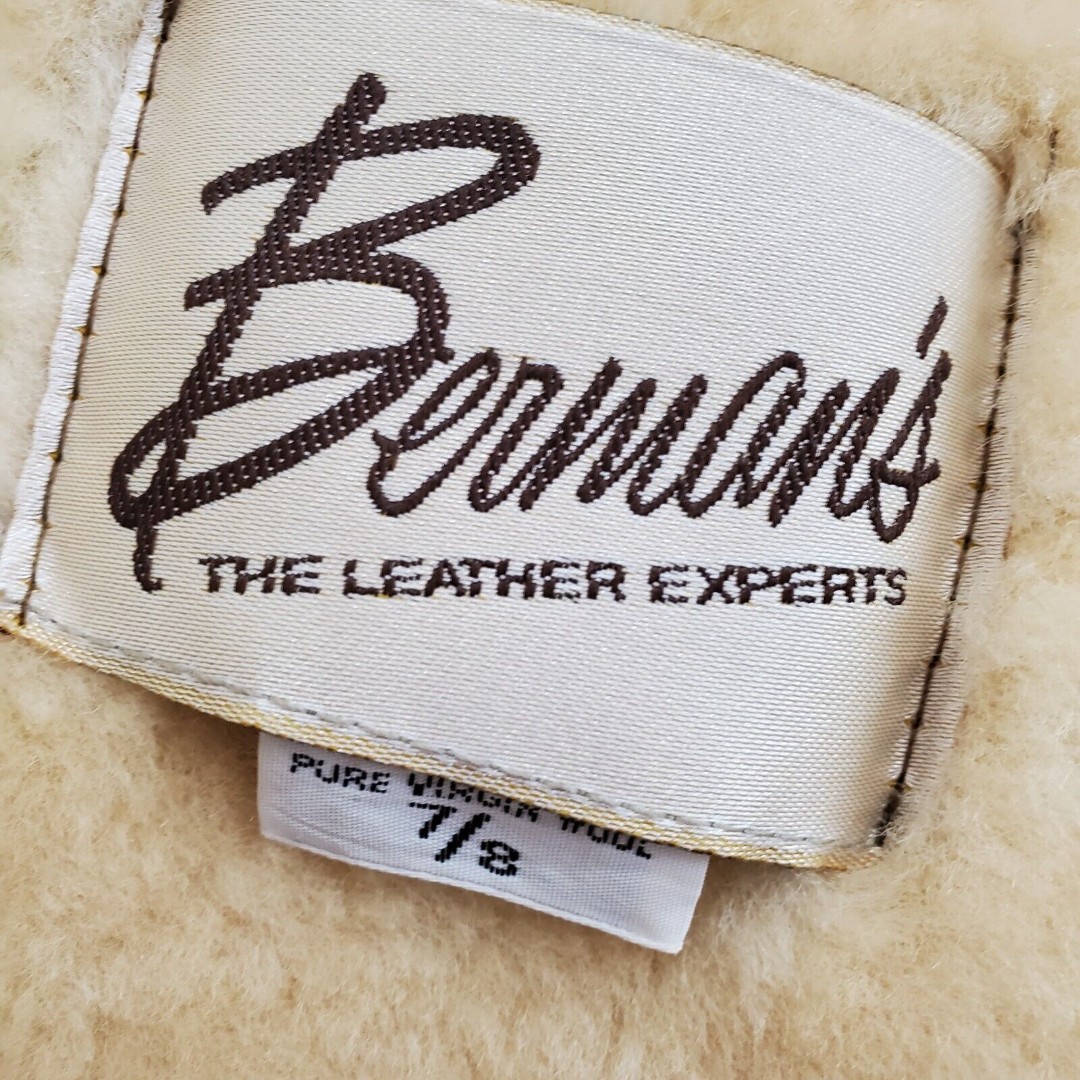 Berman's
THE LEATHER EXPERTS
PURE VIRGIN WOOL
7/8